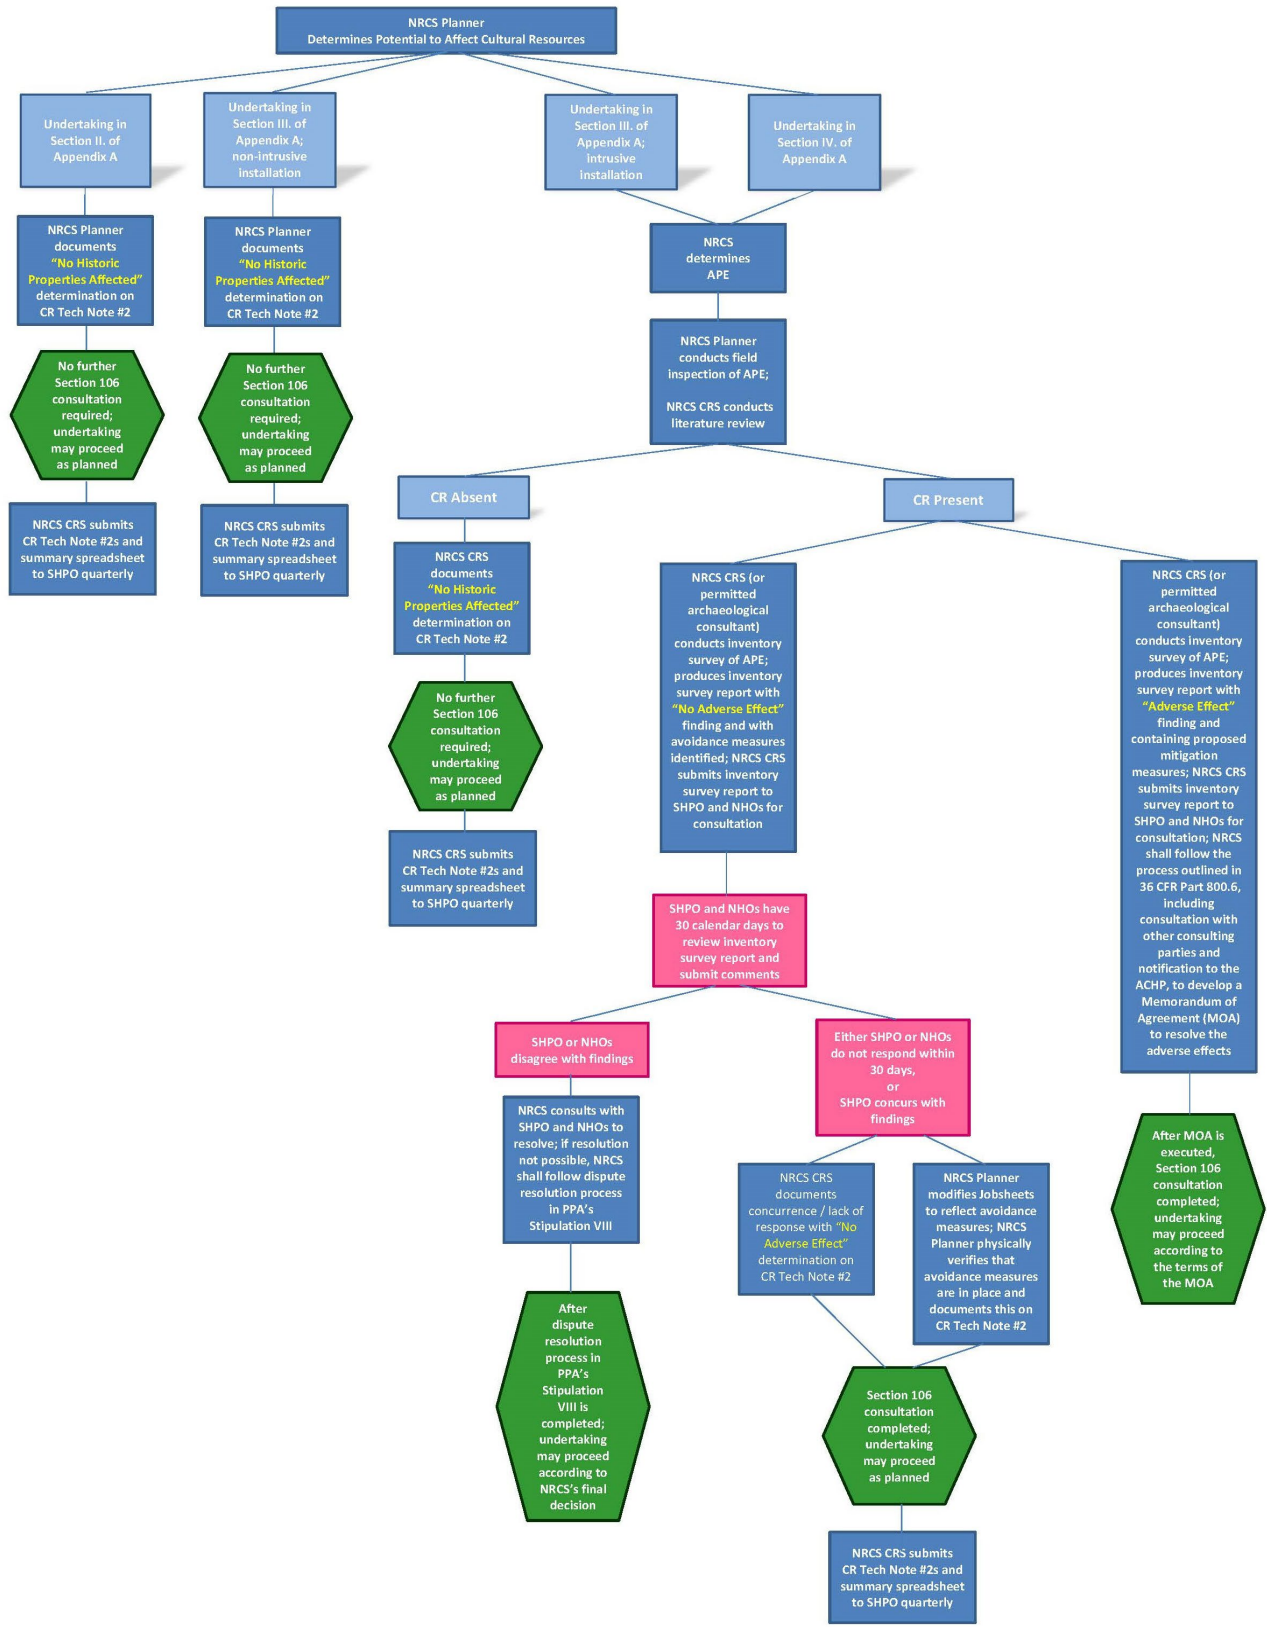 NRCS Planner
Determines Potential to Affect Cultural Resources
Undertaking in
Section II. of
Appendix A
Undertaking in
Section III. of
Appendix A;
non-intrusive
installation
Undertaking in
Section III. of
Appendix A;
intrusive
installation
Undertaking in
Section IV. of
Appendix A
NRCS Planner
documents
“No Historic
Properties Affected”
determination on
CR Tech Note #2
NRCS Planner
documents
“No Historic
Properties Affected”
determination on
CR Tech Note #2
NRCS
determines
APE
No further
Section 106
consultation
required;
undertaking
may proceed
as planned
No further
Section 106
consultation
required;
undertaking
may proceed
as planned
NRCS Planner
conducts field
inspection of APE;
NRCS CRS conducts
literature review
NRCS CRS submits
CR Tech Note #2s and
summary spreadsheet
to SHPO quarterly
NRCS CRS submits
CR Tech Note #2s and
summary spreadsheet
to SHPO quarterly
CR Absent
CR Present
NRCS CRS
documents
“No Historic
Properties Affected”
determination on
CR Tech Note #2
No further
Section 106
consultation
required;
undertaking
may proceed
as planned
NRCS CRS submits
CR Tech Note #2s and
summary spreadsheet
to SHPO quarterly
NRCS CRS (or
permitted
archaeological
consultant)
conducts inventory
survey of APE;
produces inventory
survey report with
“No Adverse Effect”
finding and with
avoidance measures
identified; NRCS CRS
submits inventory
survey report to
SHPO and NHOs for
consultation
NRCS CRS (or
permitted
archaeological
consultant)
conducts inventory
survey of APE;
produces inventory
survey report with
“Adverse Effect”
finding and
containing proposed
mitigation
measures; NRCS CRS
submits inventory
survey report to
SHPO and NHOs for
consultation; NRCS
shall follow the
process outlined in
36 CFR Part 800.6,
including
consultation with
other consulting
parties and
notification to the
ACHP, to develop a
Memorandum of
Agreement (MOA)
to resolve the
adverse effects
SHPO and NHOs have
30 calendar days to
review inventory
survey report and
submit comments
SHPO or NHOs
disagree with findings
Either SHPO or NHOs
do not respond within
30 days,
or
SHPO concurs with
findings
NRCS consults with
SHPO and NHOs to
resolve; if resolution
not possible, NRCS
shall follow dispute
resolution process
in PPA’s
Stipulation VIII
NRCS CRS
documents
concurrence / lack of
response with “No
Adverse Effect”
determination on
CR Tech Note #2
NRCS Planner
modifies Jobsheets
to reflect avoidance
measures; NRCS
Planner physically
verifies that
avoidance measures
are in place and
documents this on
CR Tech Note #2
After MOA is
executed,
Section 106
consultation
completed;
undertaking
may proceed
according to
the terms of
the MOA
After
dispute
resolution
process in
PPA’s
Stipulation
VIII is
completed;
undertaking
may proceed
according to
NRCS’s final
decision
Section 106
consultation
completed;
undertaking
may proceed
as planned
NRCS CRS submits
CR Tech Note #2s and
summary spreadsheet
to SHPO quarterly